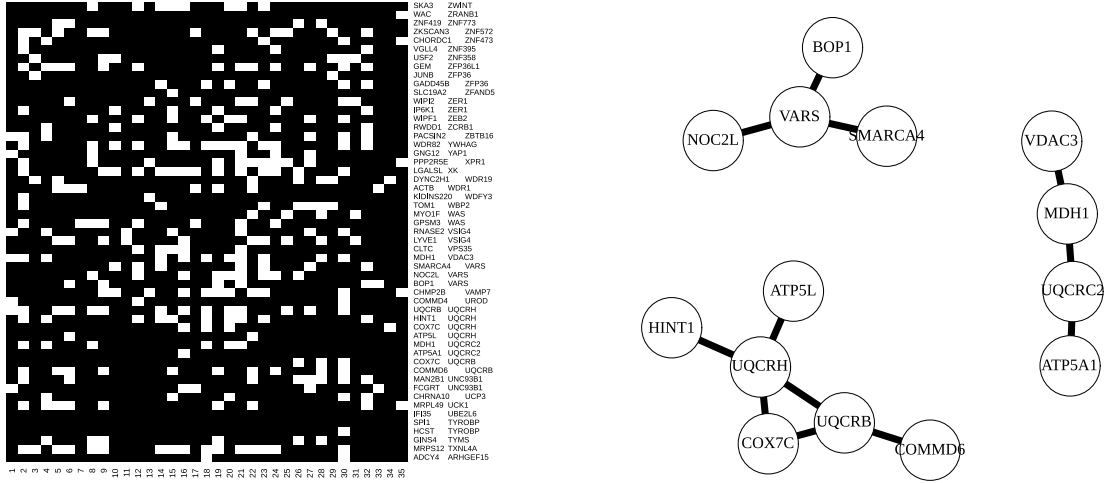 SKA3 ZWINT
WAC ZRANB1
ZNF419 ZNF773
ZKSCAN3 ZNF572
CHORDC1 ZNF473
VGLL4 ZNF395
USF2 ZNF358
GEM ZFP36L1
JUNB ZFP36
GADD45B ZFP36
SLC19A2 ZFAND5
WIPI2 ZER1
IP6K1 ZER1
WIPF1 ZEB2
RWDD1 ZCRB1
PACSIN2 ZBTB16
WDR82 YWHAG
GNG12 YAP1
PPP2R5E XPR1
LGALSL XK
DYNC2H1 WDR19
ACTB WDR1
KIDINS220 WDFY3
TOM1 WBP2
MYO1F WAS
GPSM3 WAS
RNASE2 VSIG4
LYVE1 VSIG4
CLTC VPS35
MDH1 VDAC3
SMARCA4 VARS
NOC2L VARS
BOP1 VARS
CHMP2B VAMP7
COMMD4 UROD
UQCRB UQCRH
HINT1 UQCRH
COX7C UQCRH
ATP5L UQCRH
MDH1 UQCRC2
ATP5A1 UQCRC2
COX7C UQCRB
COMMD6 UQCRB
MAN2B1 UNC93B1
FCGRT UNC93B1
CHRNA10 UCP3
MRPL49 UCK1
IFI35 UBE2L6
SPI1 TYROBP
HCST TYROBP
GINS4 TYMS
MRPS12 TXNL4A
ADCY4 ARHGEF15
1 2 3 4 5 6 7 8 9 10 11 12 13 14 15 16 17 18 19 20 21 22 23 24 25 26 27 28 29 30 31 32 33 34 35
BOP1
VARS
NOC2L
SMARCA4
VDAC3
MDH1
UQCRC2
ATP5A1
ATP5L
HINT1
UQCRH
UQCRB
COX7C
COMMD6